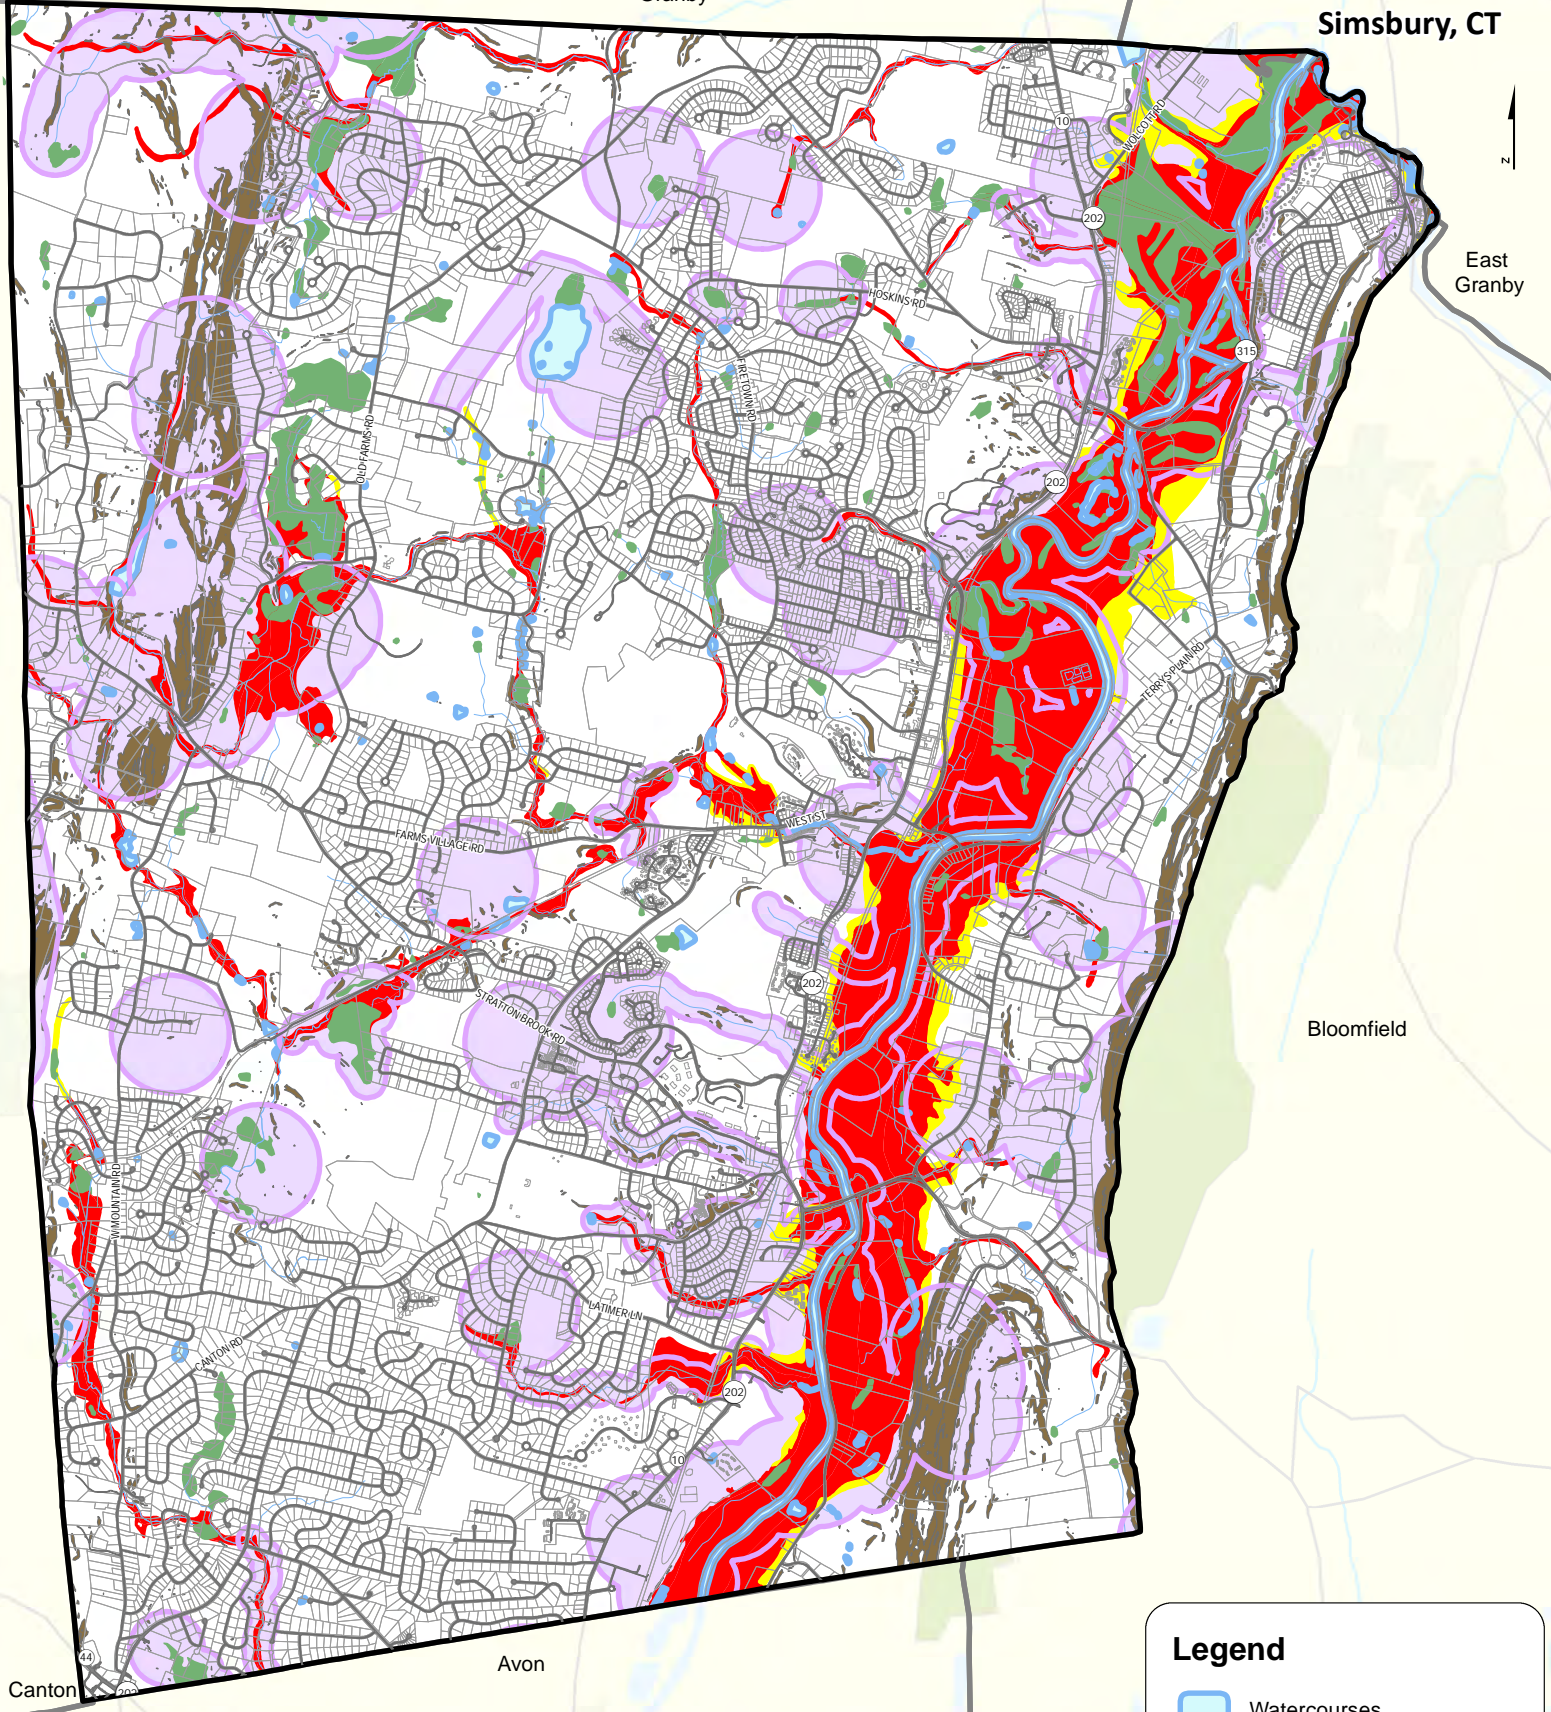 Simsbury, CT
z
10
WOLCOTT RD
202
East
Granby
HOSKINS RD
315
FIRETOWN RD
OLD FARMS RD
202
TERRYS PLAIN RD
WEST ST
FARMS VILLAGE RD
202
STRATTON BROOK RD
Bloomfield
W MOUNTAIN RD
LATIMER LN
CANTON RD
202
10
Legend
44
Avon
Canton
202
Watercourses